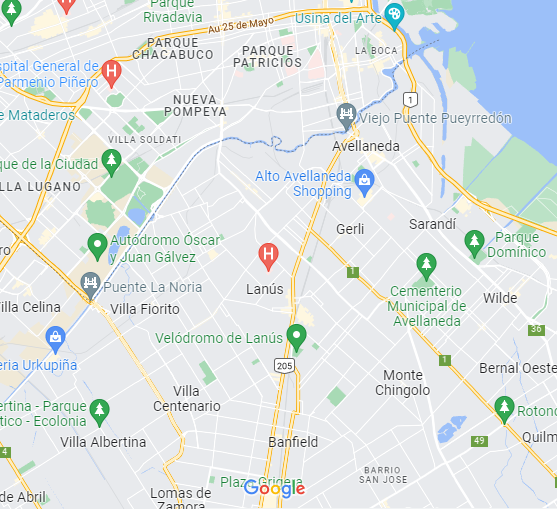 Parque
Rivadavia
Usina del Arte
Au 25 de Mayo
PARQUE
CHACABUCO
PARQUE
PATRICIOS
LA BOCA
spital General de
Parmenio Piñero
H
H
NUEVA
POMPEYA
1
e Mataderos
Viejo Puente Pueyrredón
VILLA SOLDATI
Avellaneda
que de la Ciudad
LLA LUGANO
Alto Avellaneda
Shopping
Sarandí
Gerli
Autódromo Óscar
y Juan Gálvez
H
Parque
Domínico
1
Puente La Noria
Lanús
Cementerio
Municipal de
Avellaneda
Wilde
illa Celina
Villa Fiorito
36
Velódromo de Lanús
eria Urkupiña
205
1
Bernal Oeste
Monte
Chingolo
Villa
Centenario
ertina - Parque
tico - Ecolonia
Rotond
Villa Albertina
Banfield
49
Quilm
4
BARRIO
SAN JOSE
Plaza Grigera
Google
de Abril
Lomas de
Zamora